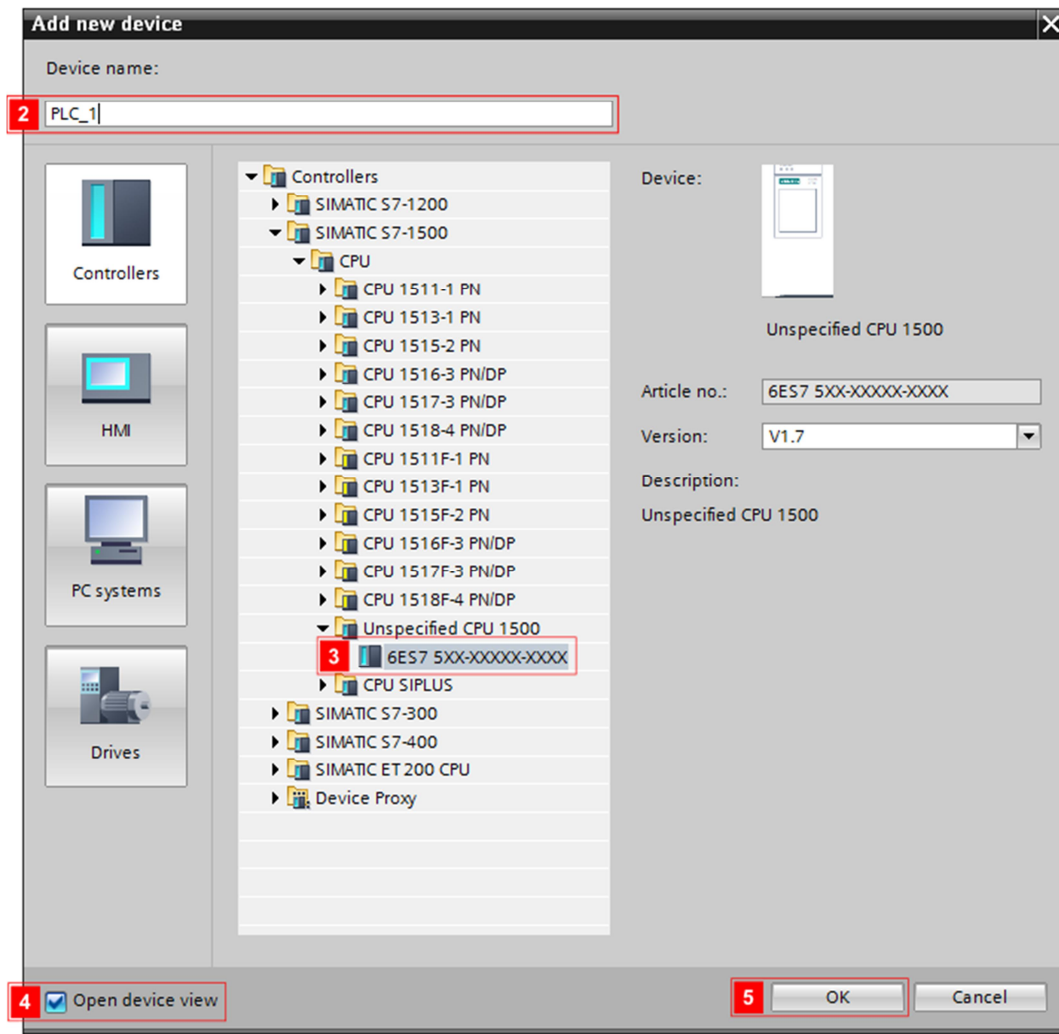 Add new device
Device name:
2 PLC_1
Controllers
HMI
PC systems
Drives
Controllers
SIMATIC S7-1200
SIMATIC S7-1500
CPU
CPU 1511-1 PN
CPU 1513-1 PN
CPU 1515-2 PN
CPU 1516-3 PN/DP
CPU 1517-3 PN/DP
CPU 1518-4 PN/DP
CPU 1511F-1 PN
CPU 1513F-1 PN
CPU 1515F-2 PN
CPU 1516F-3 PN/DP
CPU 1517F-3 PN/DP
CPU 1518F-4 PN/DP
Unspecified CPU 1500
3 6ES7 5XX-XXXXX-XXXX
CPU SIPLUS
SIMATIC S7-300
SIMATIC S7-400
SIMATIC ET 200 CPU
Device Proxy
Device:
Unspecified CPU 1500
Article no.: 6ES7 5XX-XXXXX-XXXX
Version: V1.7
Description:
Unspecified CPU 1500
4 Open device view
5 OK Cancel